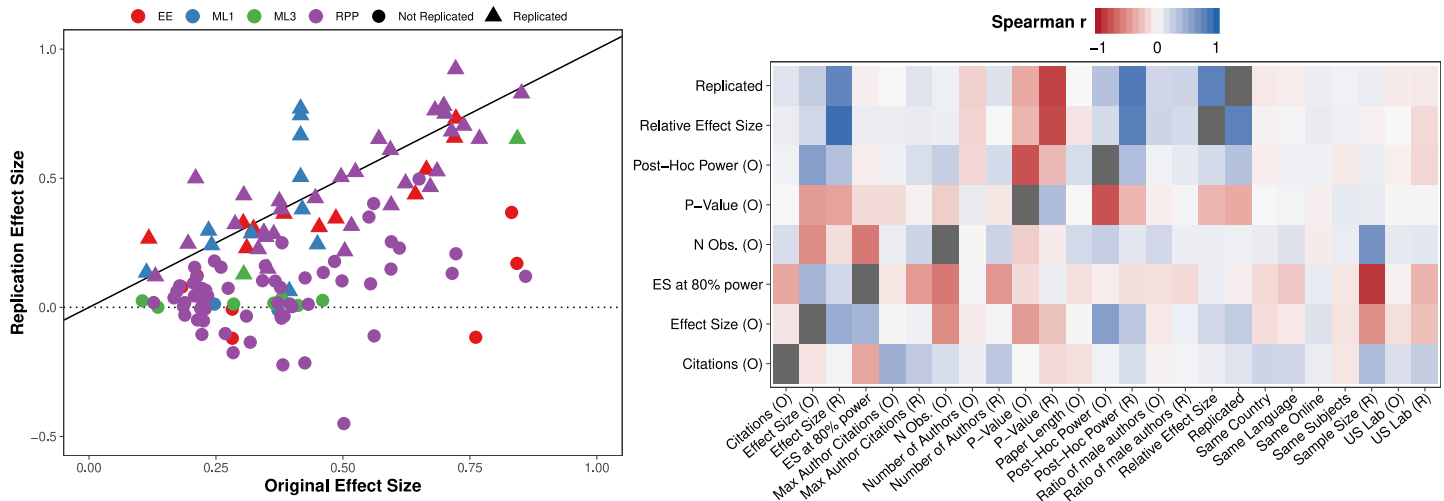 EE ML1 ML3 RPP Not Replicated Replicated
Replication Effect Size
1.0
0.5
0.0
−0.5
0.00 0.25 0.50 0.75 1.00
Original Effect Size
Spearman r
−1 0 1
Replicated
Relative Effect Size
Post−Hoc Power (O)
P−Value (O)
N Obs. (O)
ES at 80% power
Effect Size (O)
Citations (O)
Citations (O)
Effect Size (O)
Effect Size (R)
ES at 80% power
Max Author Citations (O)
Max Author Citations (R)
N Obs. (O)
Number of Authors (O)
Number of Authors (R)
P−Value (O)
P−Value (R)
Paper Length (O)
Post−Hoc Power (O)
Post−Hoc Power (R)
Ratio of male authors (O)
Ratio of male authors (R)
Relative Effect Size
Replicated
Same Country
Same Language
Same Online
Same Subjects
Sample Size (R)
US Lab (O)
US Lab (R)